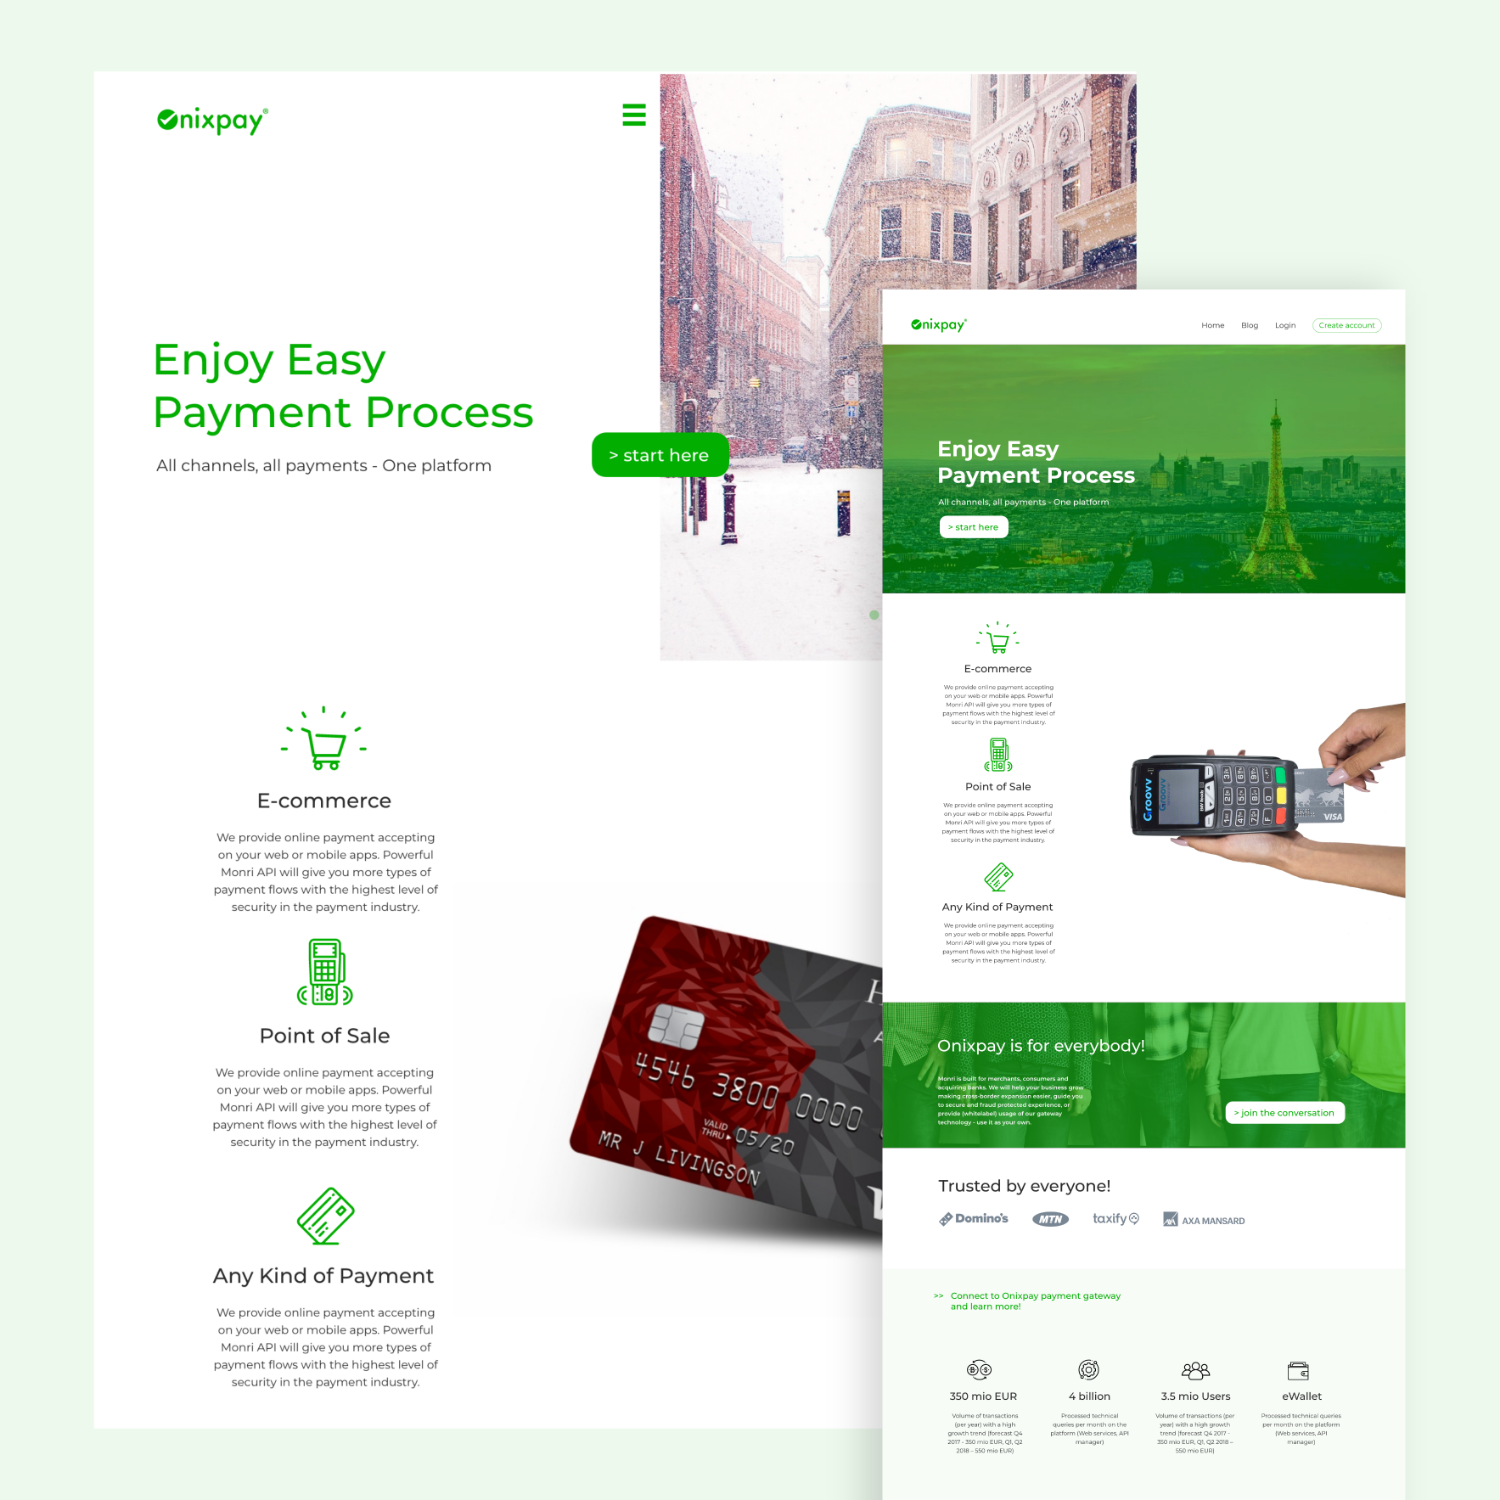 nixpay®
Enjoy Easy
Payment Process
All channels, all payments - One platform
> start here
E-commerce
We provide online payment accepting
on your web or mobile apps. Powerful
Monri API will give you more types of
payment flows with the highest level of
security in the payment industry.
Point of Sale
We provide online payment accepting
on your web or mobile apps. Powerful
Monri API will give you more types of
payment flows with the highest level of
security in the payment industry.
Any Kind of Payment
We provide online payment accepting
on your web or mobile apps. Powerful
Monri API will give you more types of
payment flows with the highest level of
security in the payment industry.
4546 3800 0000
VALID
THRU 05/20
MR J LIVINGSON
nixpay®
Home Blog Login Create account
Enjoy Easy
Payment Process
All channels, all payments - One platform
> start here
E-commerce
We provide online payment accepting
on your web or mobile apps. Powerful
Monri API will give you more types of
payment flows with the highest level of
security in the payment industry.
Point of Sale
We provide online payment accepting
on your web or mobile apps. Powerful
Monri API will give you more types of
payment flows with the highest level of
security in the payment industry.
Any Kind of Payment
We provide online payment accepting
on your web or mobile apps. Powerful
Monri API will give you more types of
payment flows with the highest level of
security in the payment industry.
Groovv
Groovv
VISA
Onixpay is for everybody!
Monri is built for merchants, consumers and
acquiring banks. We will help your business grow
making cross-border expansion easier, guide you
to secure and fraud protected experience, or
provide (whitelabel) usage of our gateway
technology - use it as your own.
> join the conversation
Trusted by everyone!
Domino's MTN taxify AXA MANSARD
>> Connect to Onixpay payment gateway
and learn more!
350 mio EUR
Volume of transactions
(per year) with a high
growth trend (forecast Q4
2017 - 350 mio EUR, Q1, Q2
2018 - 550 mio EUR)
4 billion
Processed technical
queries per month on the
platform (Web services, API
manager)
3.5 mio Users
Volume of transactions (per
year) with a high growth
trend (forecast Q4 2017 -
350 mio EUR, Q1, Q2 2018 –
550 mio EUR)
eWallet
Processed technical queries
per month on the platform
(Web services, API
manager)